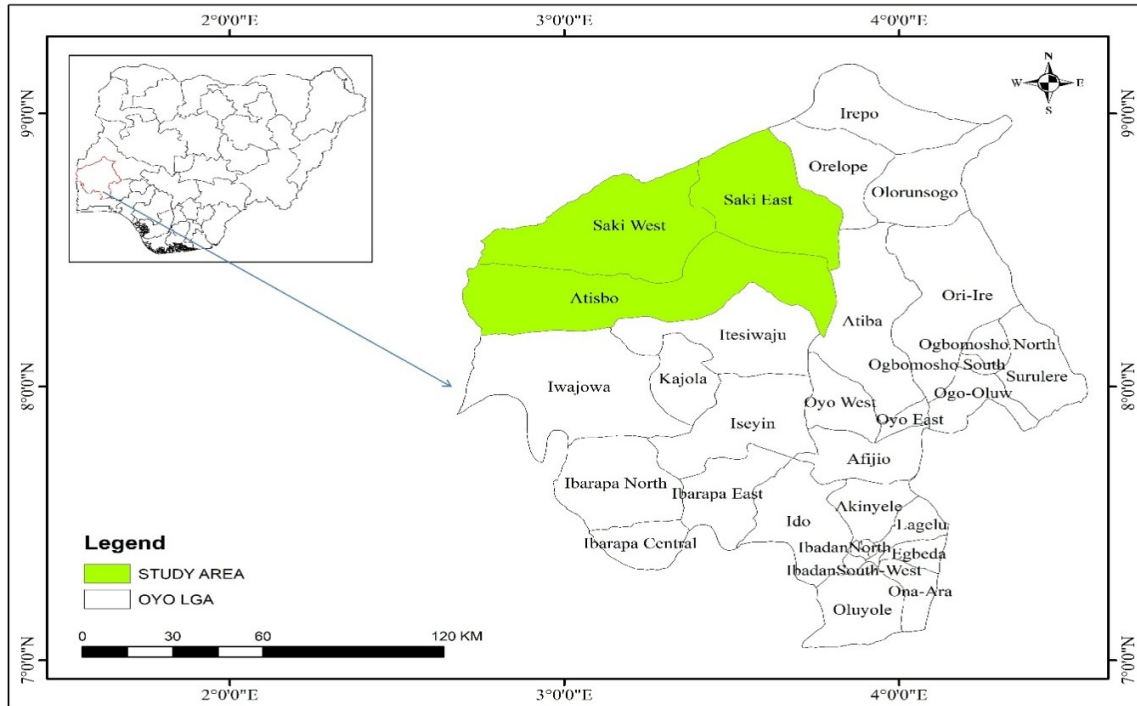 2°0'0"E 3°0'0"E 4°0'0"E
9°0'0"N
8°0'0"N
7°0'0"N
N
W E
S
Irepo
Orelope
Olorunsogo
Saki East
Saki West
Atisbo
Ori-Ire
Atiba
Itesiwaju
Ogbomosho North
Ogbomosho South
Surulere
Ogo-Oluw
Kajola
Iwajowa
Oyo West
Oyo East
Iseyin
Afijio
Ibarapa North
Ibarapa East
Akinyele
Ido
Lagelu
Ibarapa Central
IbadanNorth
Egbeda
IbadanSouth-West
Ona-Ara
Oluyole
Legend
STUDY AREA
OYO LGA
0 30 60 120 KM
9°0'0"N
8°0'0"N
7°0'0"N
2°0'0"E 3°0'0"E 4°0'0"E